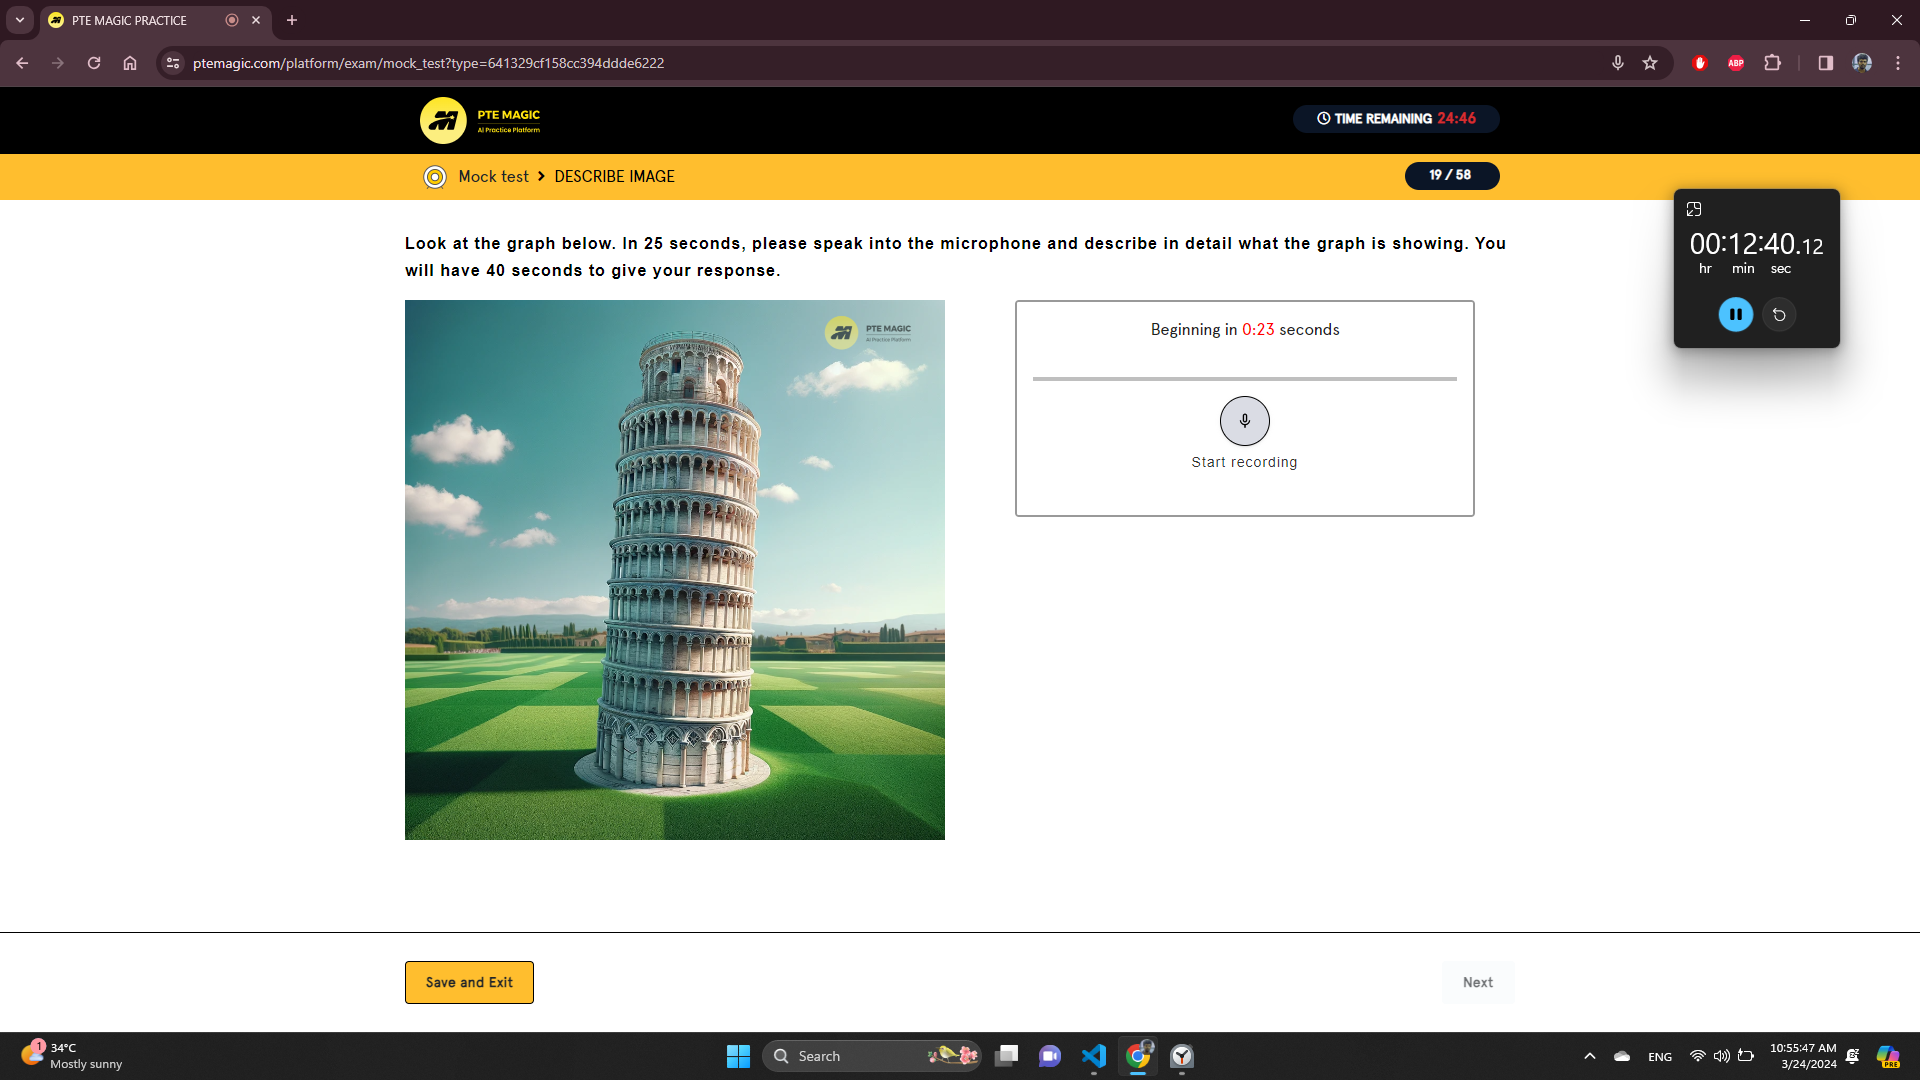 PTE MAGIC PRACTICE
ptemagic.com/platform/exam/mock_test?type=641329cf158cc394ddde6222
ABP
PTE MAGIC
AI Practice Platform
TIME REMAINING 24:46
Mock test > DESCRIBE IMAGE
19 / 58
00:12:40.12
hr min sec
Look at the graph below. In 25 seconds, please speak into the microphone and describe in detail what the graph is showing. You
will have 40 seconds to give your response.
PTE MAGIC
AI Practice Platform
Beginning in 0:23 seconds
Start recording
Save and Exit
Next
1
34°C
Mostly sunny
Search
ENG
10:55:47 AM
3/24/2024
PRE